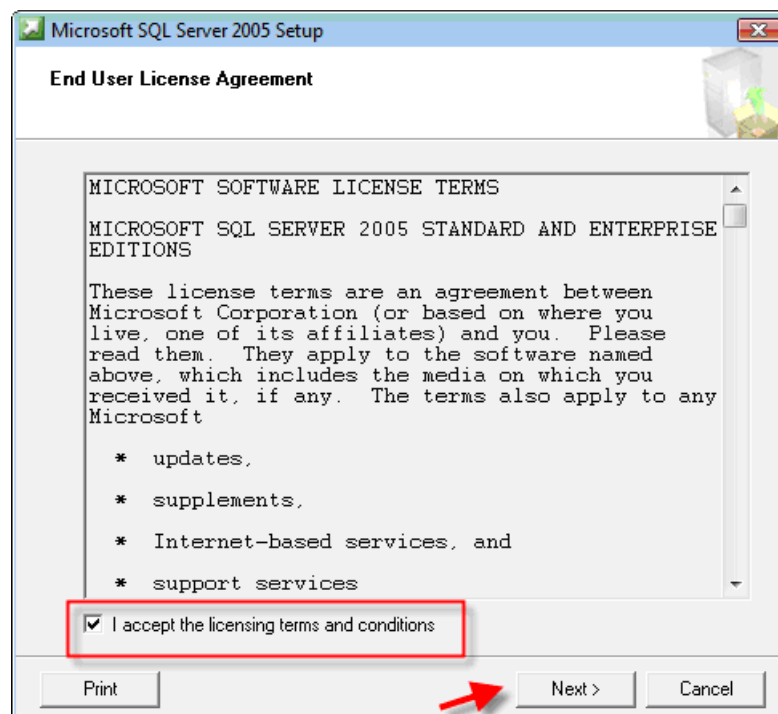 Microsoft SQL Server 2005 Setup
End User License Agreement
MICROSOFT SOFTWARE LICENSE TERMS
MICROSOFT SQL SERVER 2005 STANDARD AND ENTERPRISE
EDITIONS
These license terms are an agreement between
Microsoft Corporation (or based on where you
live, one of its affiliates) and you.  Please
read them.  They apply to the software named
above, which includes the media on which you
received it, if any.  The terms also apply to any
Microsoft
* updates,
* supplements,
* Internet-based services, and
* support services
I accept the licensing terms and conditions
Print
Next >
Cancel